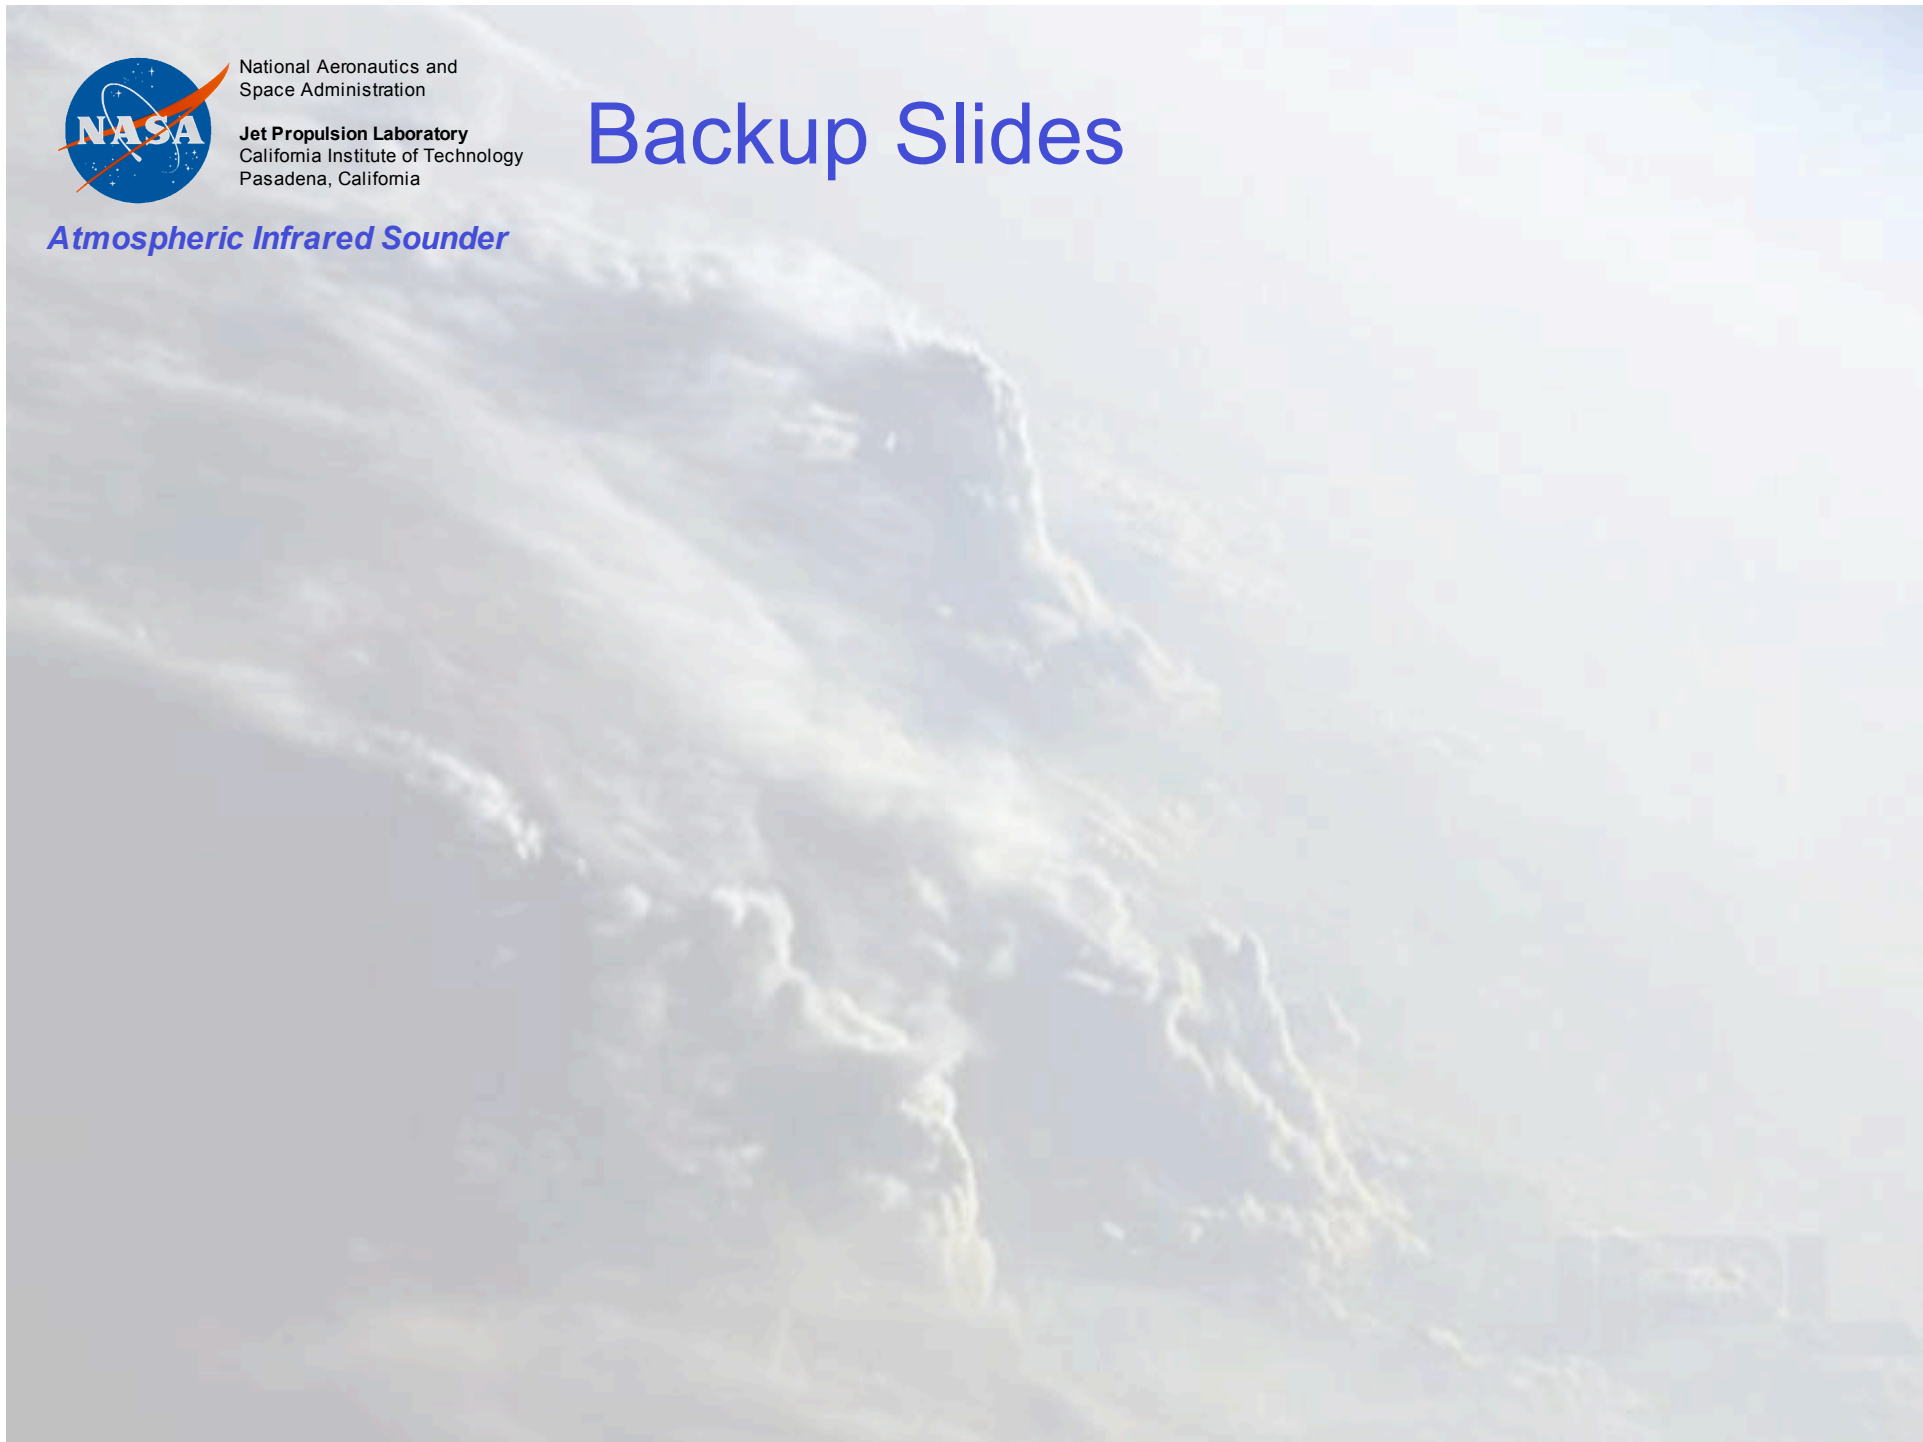 NASA
National Aeronautics and
Space Administration
Jet Propulsion Laboratory
California Institute of Technology
Pasadena, California
Backup Slides
Atmospheric Infrared Sounder